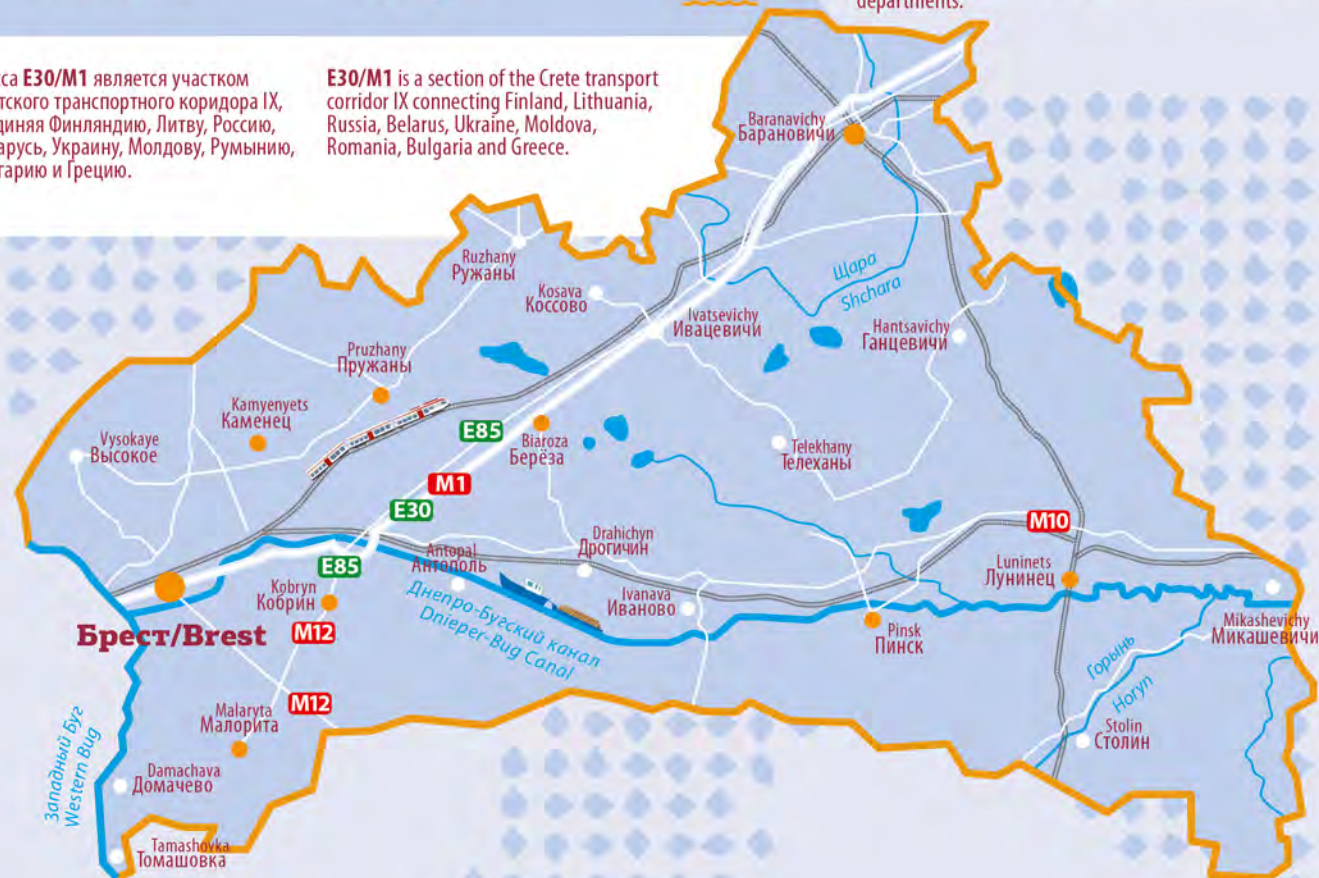 departments.
сса E30/M1 является участком
тского транспортного коридора IX,
диняя Финляндию, Литву, Россию,
арусь, Украину, Молдову, Румынию,
гарию и Грецию.
E30/M1 is a section of the Crete transport
corridor IX connecting Finland, Lithuania,
Russia, Belarus, Ukraine, Moldova,
Romania, Bulgaria and Greece.
Baranavichy
Барановичи
Ruzhany
Ружаны
Щара
Shchara
Kosava
Коссово
Ivatsevichy
Ивацевичи
Hantsavichy
Ганцевичи
Pruzhany
Пружаны
Kamyenyets
Каменец
Vysokaye
Высокое
E85
Biaroza
Берёза
Telekhany
Телеханы
M1
E30
M10
Drahichyn
Дрогичин
Antopal
Антополь
E85
Luninets
Лунинец
Kobryn
Кобрин
Ivanava
Иваново
Mikashevichy
Микашевичи
Днепро-Бугский канал
Dnieper-Bug Canal
Pinsk
Пинск
Брест/Brest
M12
Горынь
Horyn
M12
Malaryta
Малорита
Stolin
Столин
Западный Буг
Western Bug
Damachava
Домачево
Tamashovka
Томашовка